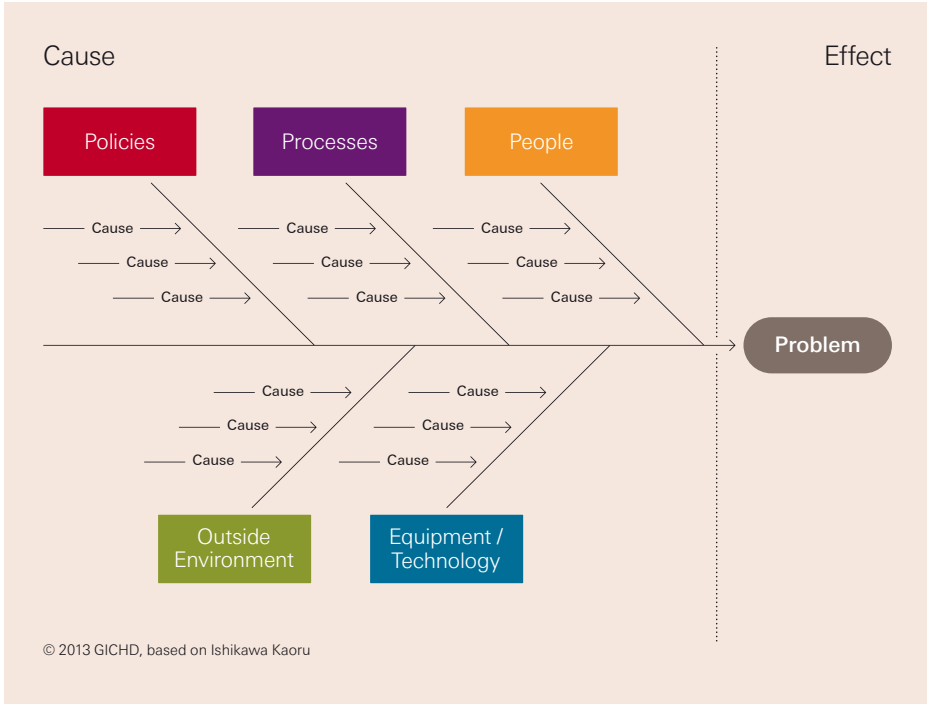 Cause
Effect
Policies
Processes
People
Cause
Cause
Cause
Cause
Cause
Cause
Cause
Cause
Cause
Problem
Cause
Cause
Cause
Cause
Cause
Cause
Outside
Environment
Equipment /
Technology
© 2013 GICHD, based on Ishikawa Kaoru